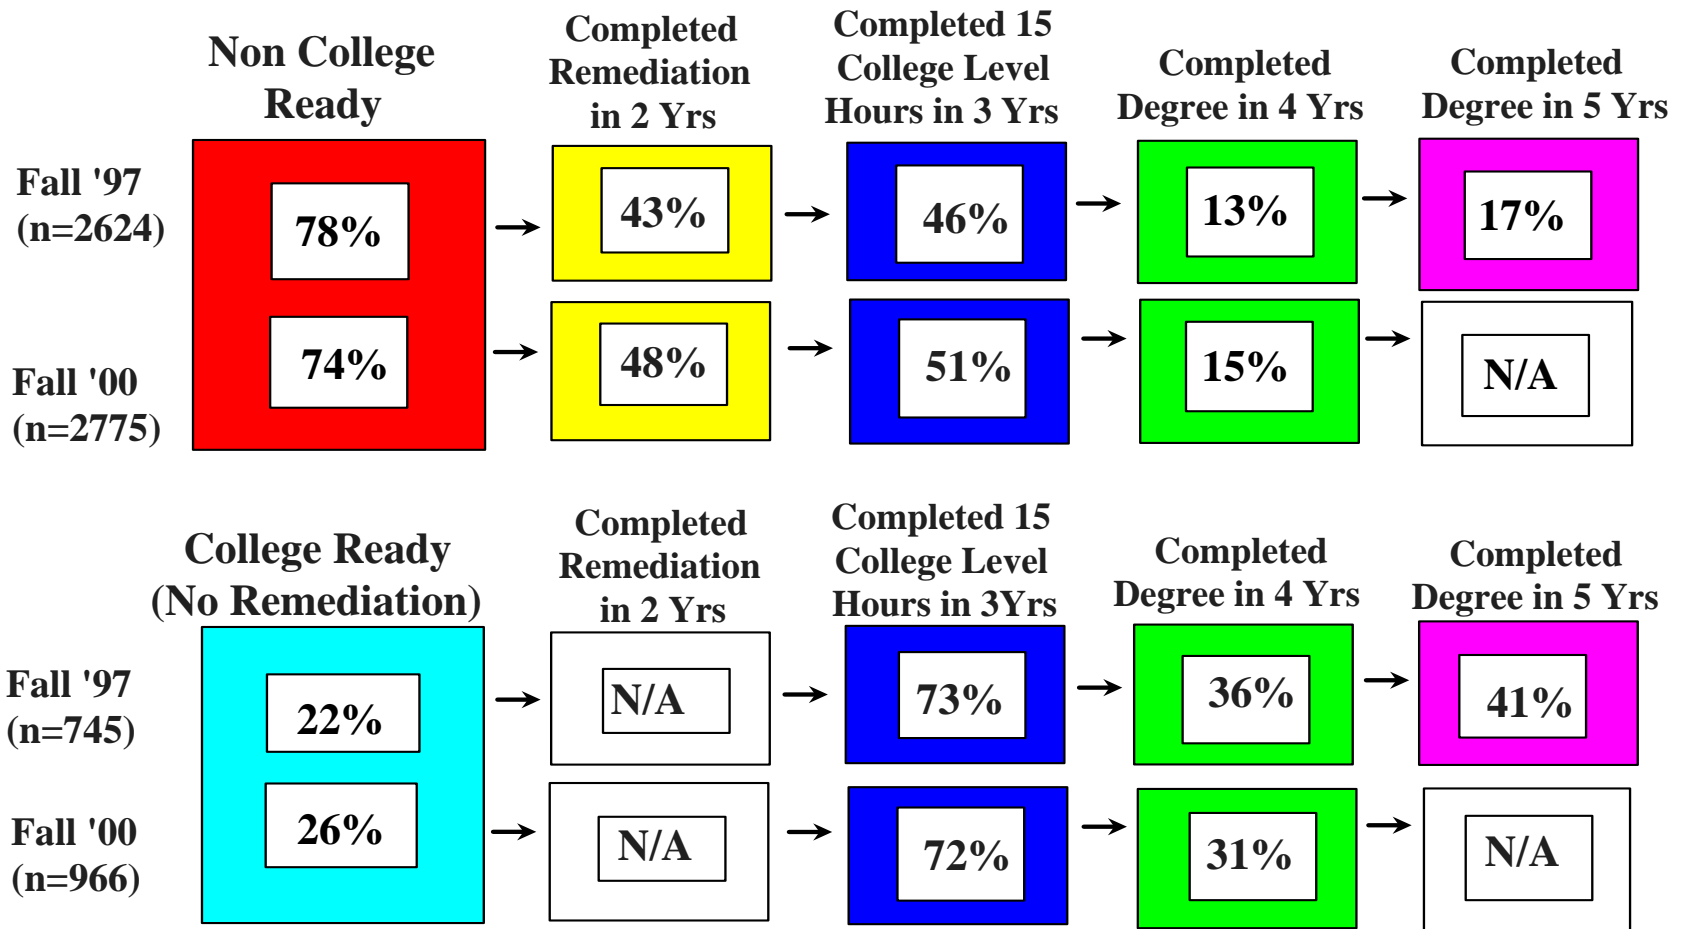 Non College
Ready
Completed
Remediation
in 2 Yrs
Completed 15
College Level
Hours in 3 Yrs
Completed
Degree in 4 Yrs
Completed
Degree in 5 Yrs
Fall '97
(n=2624)
78%
43%
46%
13%
17%
Fall '00
(n=2775)
74%
48%
51%
15%
N/A
College Ready
(No Remediation)
Completed
Remediation
in 2 Yrs
Completed 15
College Level
Hours in 3Yrs
Completed
Degree in 4 Yrs
Completed
Degree in 5 Yrs
Fall '97
(n=745)
22%
N/A
73%
36%
41%
Fall '00
(n=966)
26%
N/A
72%
31%
N/A